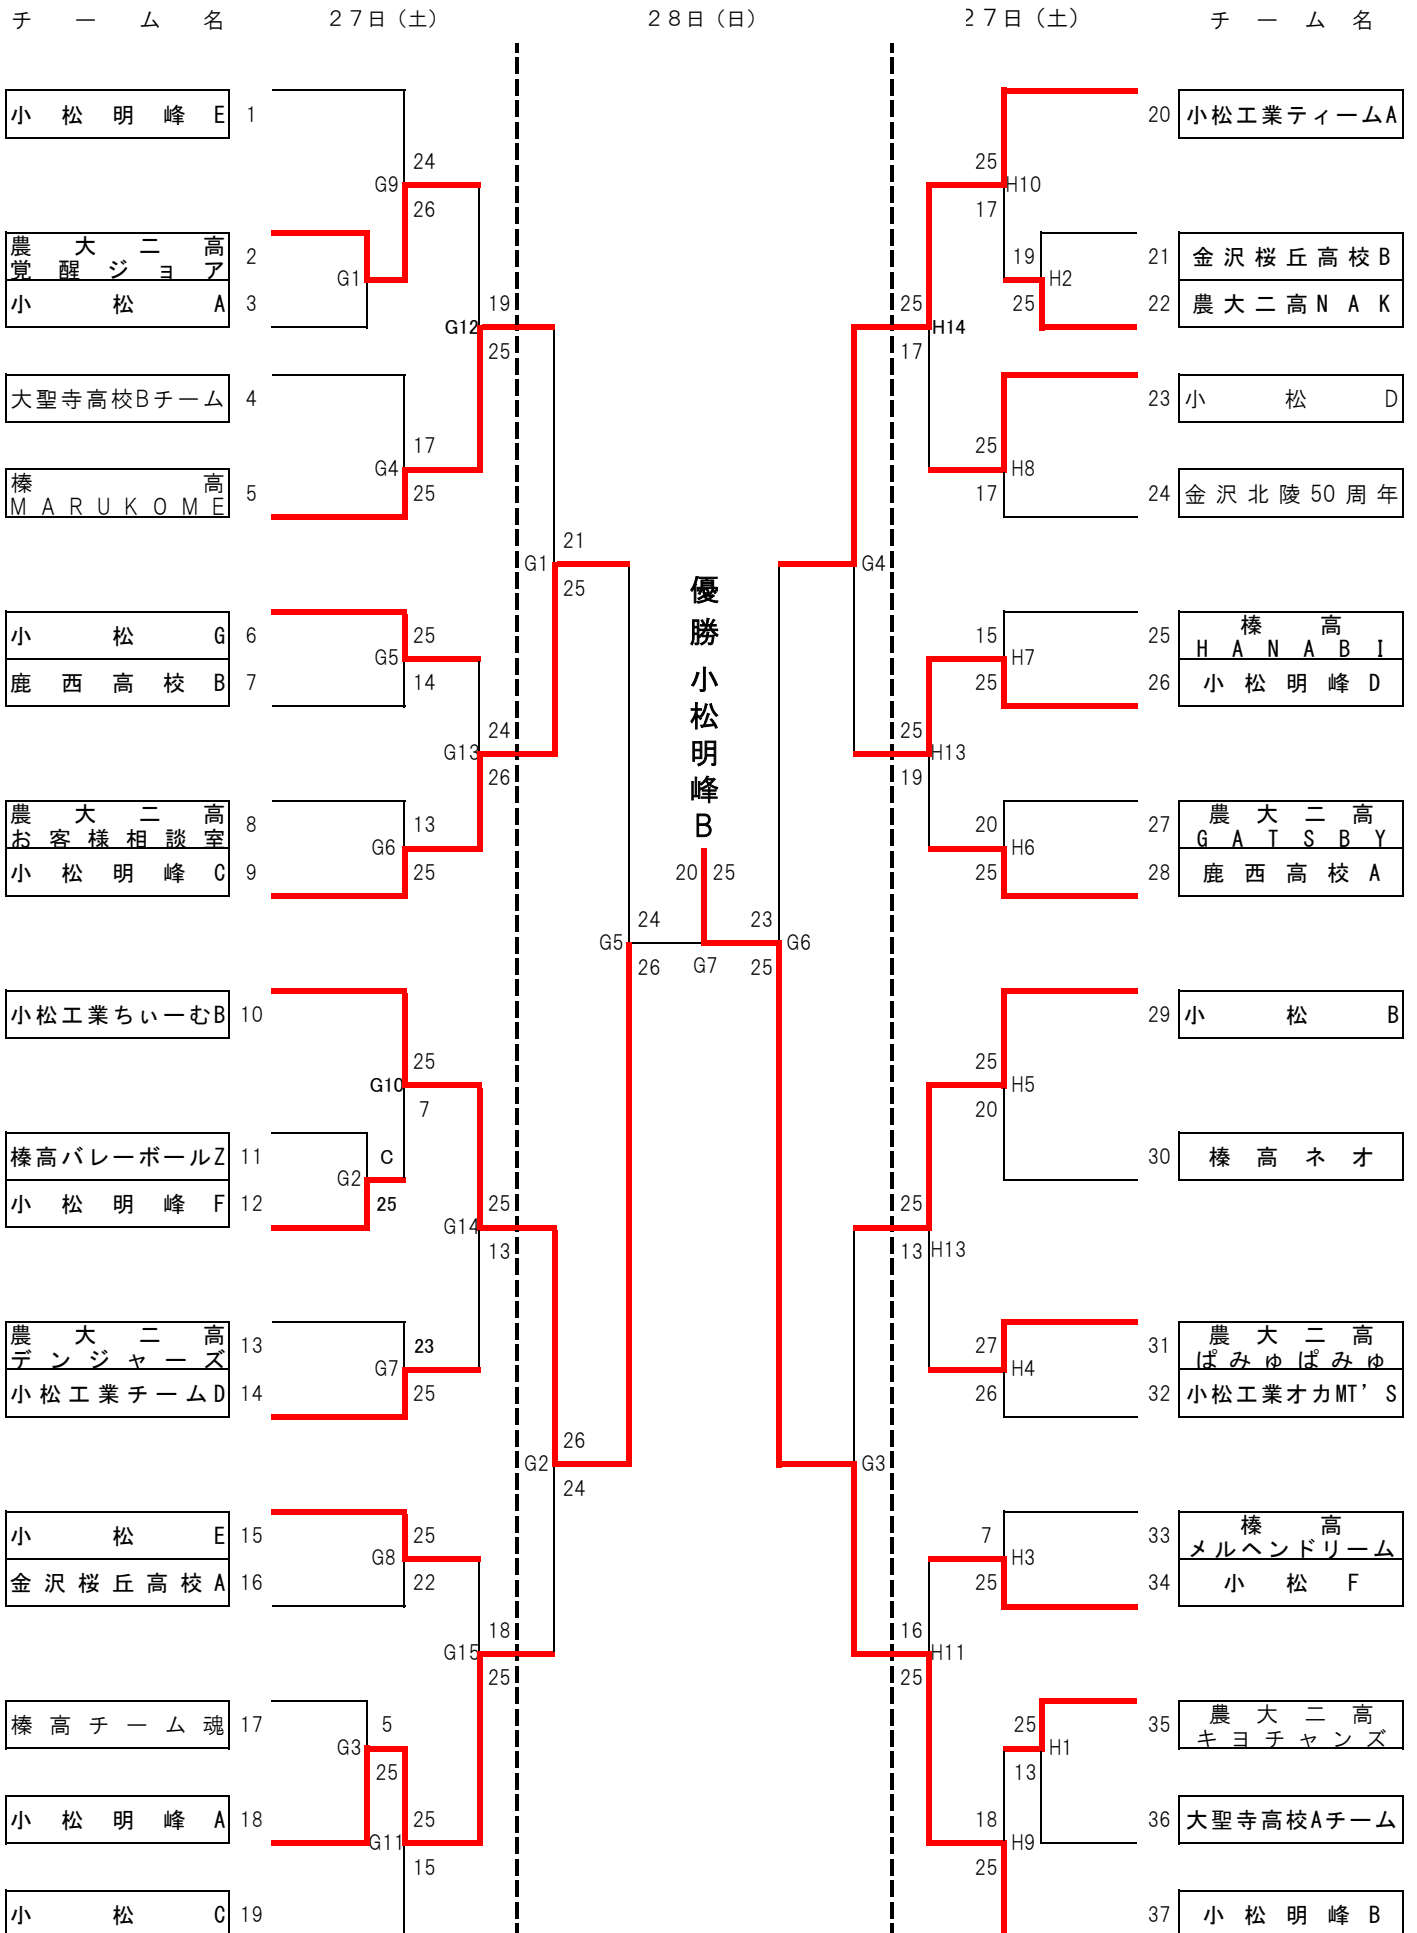 チーム名 27日(土) 28日(日) 27日(土) チーム名
小松明峰E 1
24
G9
26
農大二高
覚醒ジョア 2
G1
小松A 3
19
G12
25
大聖寺高校Bチーム 4
17
G4
25
榛高
MARUKOME 5
21
G1
25
小松G 6
25
G5
14
鹿西高校B 7
24
G13
26
農大二高
お客様相談室 8
13
G6
25
小松明峰C 9
24
G5
26
小松工業ちぃーむB 10
25
G10
7
榛高バレーボールZ 11
C
G2
25
小松明峰F 12
25
G14
13
農大二高
デンジャーズ 13
23
G7
25
小松工業チームD 14
26
G2
24
小松E 15
25
G8
22
金沢桜丘高校A 16
18
G15
25
榛高チーム魂 17
5
G3
25
小松明峰A 18
25
G11
15
小松C 19
優勝 小松明峰B
20 25
G7
20 小松工業ティームA
25
H10
17
21 金沢桜丘高校B
19
H2
25
22 農大二高NAK
25
H14
17
23 小松D
25
H8
17
24 金沢北陵50周年
G4
25 榛高
HANABI
15
H7
25
26 小松明峰D
25
H13
19
27 農大二高
GATSBY
20
H6
25
28 鹿西高校A
23
G6
25
29 小松B
25
H5
20
30 榛高ネオ
25
13 H13
31 農大二高
ぱみゅぱみゅ
27
H4
26
32 小松工業オカMT'S
G3
33 榛高
メルヘンドリーム
7
H3
25
34 小松F
16
H11
25
35 農大二高
キヨチャンズ
25
H1
13
36 大聖寺高校Aチーム
18
H9
25
37 小松明峰B